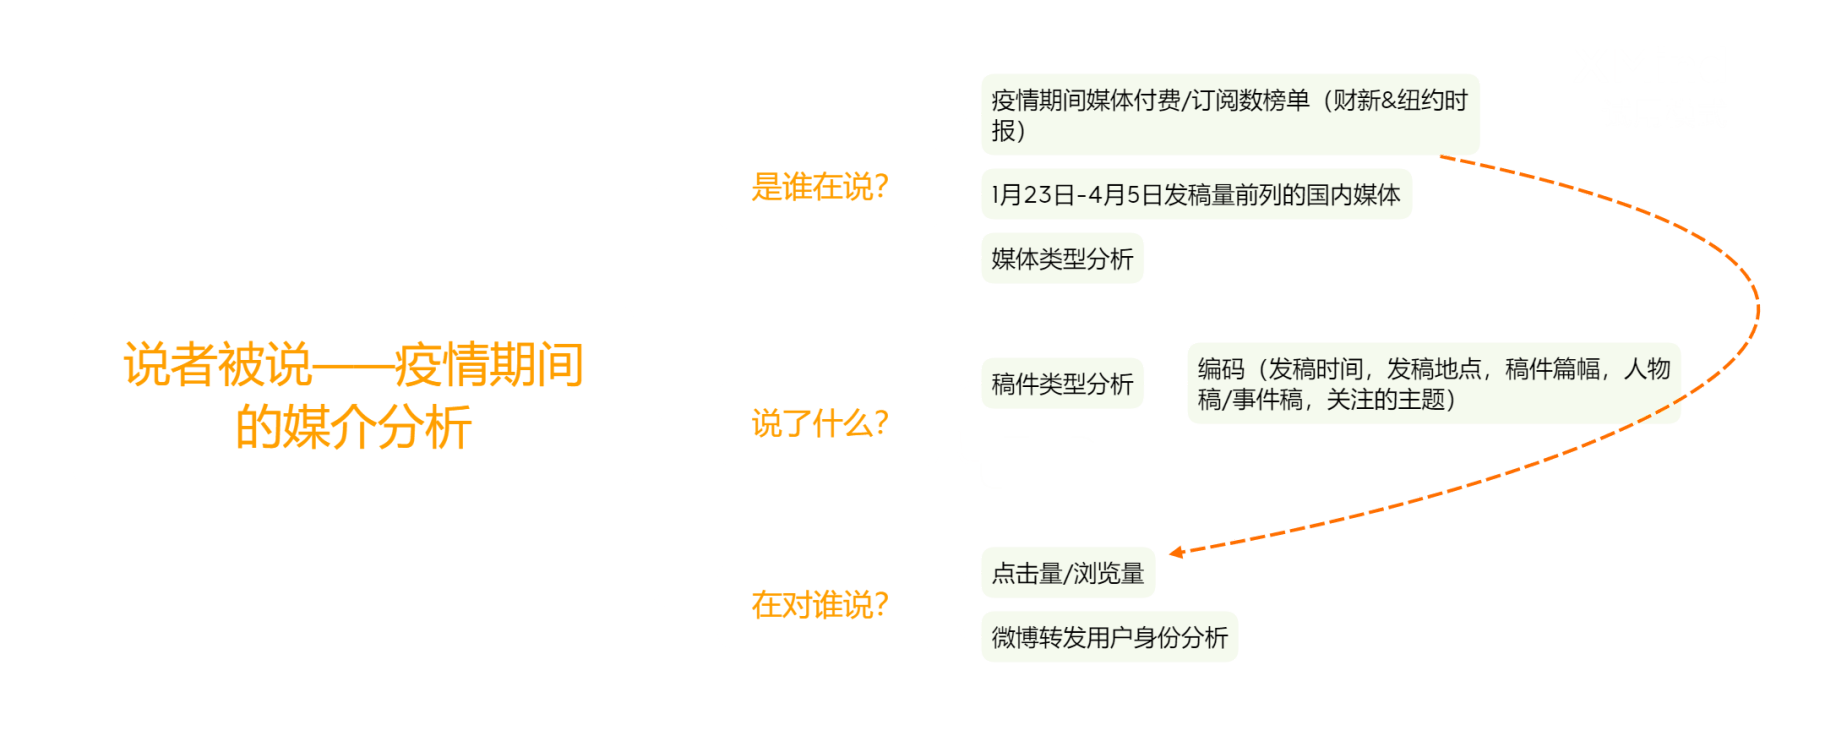 说者被说——疫情期间
的媒介分析
是谁在说？
疫情期间媒体付费/订阅数榜单（财新&纽约时
报）
1月23日-4月5日发稿量前列的国内媒体
媒体类型分析
说了什么？
稿件类型分析
编码（发稿时间，发稿地点，稿件篇幅，人物
稿/事件稿，关注的主题）
在对谁说？
点击量/浏览量
微博转发用户身份分析